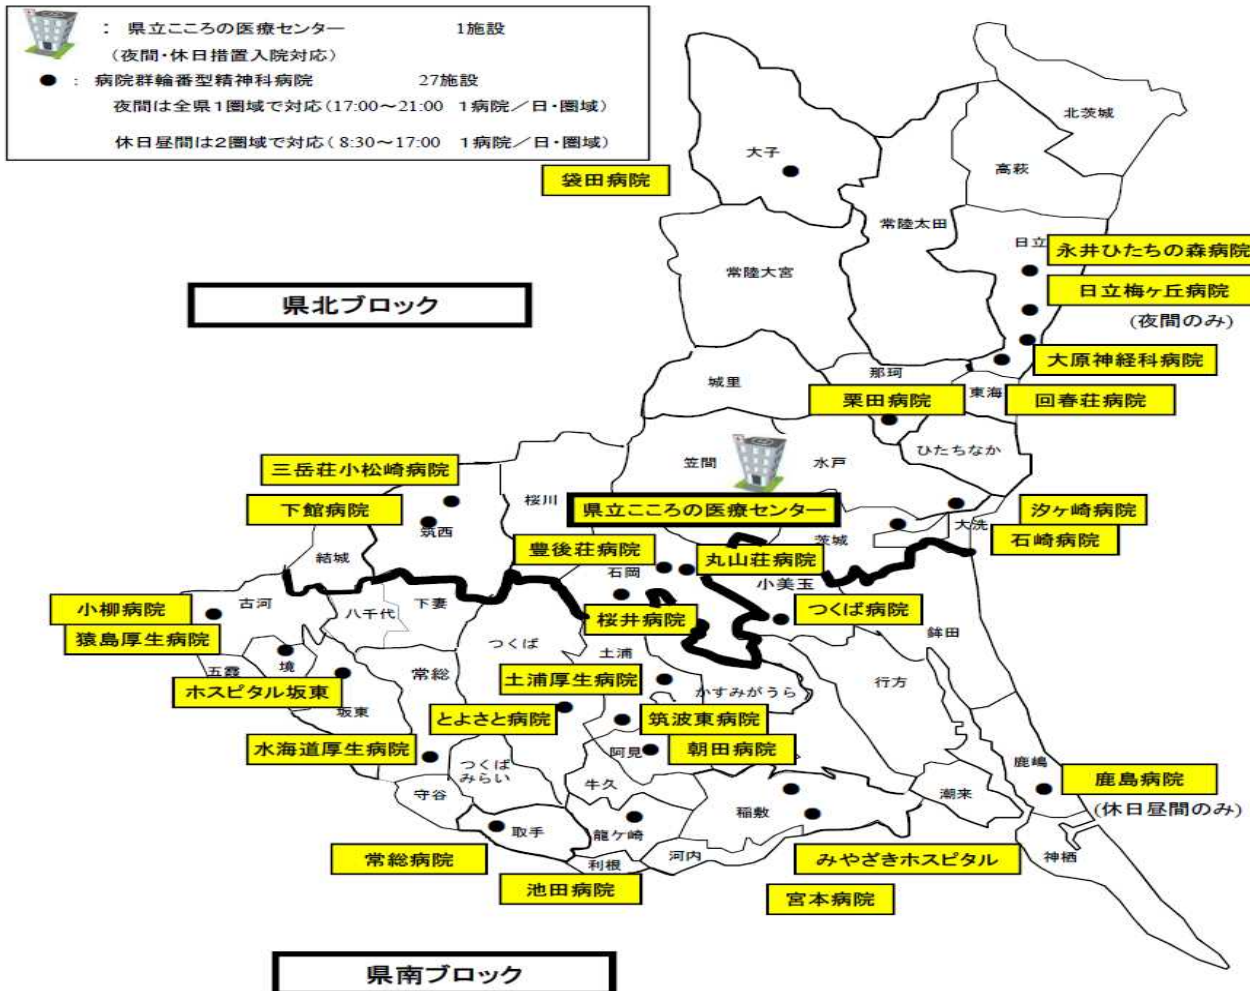 ： 県立こころの医療センター 1施設
（夜間・休日措置入院対応）
● ： 病院群輪番型精神科病院 27施設
夜間は全県１圏域で対応（17:00～21:00 １病院／日・圏域）
休日昼間は２圏域で対応（8:30～17:00 １病院／日・圏域）
北茨城
大子
高萩
袋田病院
常陸太田
日立
永井ひたちの森病院
常陸大宮
県北ブロック
日立梅ヶ丘病院
(夜間のみ)
大原神経科病院
城里
那珂
東海
栗田病院
回春荘病院
ひたちなか
笠間
水戸
三岳荘小松崎病院
桜川
下館病院
県立こころの医療センター
汐ヶ崎病院
筑西
大洗
茨城
石崎病院
結城
豊後荘病院
丸山荘病院
石岡
小美玉
古河
小柳病院
八千代
下妻
桜井病院
つくば病院
猿島厚生病院
つくば
鉾田
土浦
五霞
境
常総
土浦厚生病院
行方
ホスピタル坂東
かすみがうら
坂東
とよさと病院
筑波東病院
水海道厚生病院
阿見
朝田病院
つくば
みらい
鹿嶋
鹿島病院
牛久
守谷
潮来
(休日昼間のみ)
稲敷
取手
龍ケ崎
常総病院
利根
河内
みやざきホスピタル
神栖
池田病院
宮本病院
県南ブロック